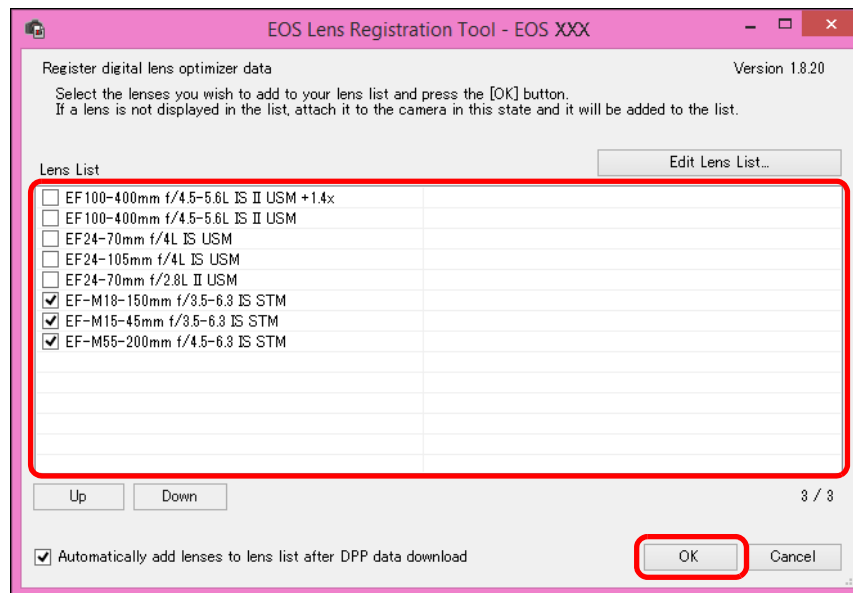 EOS Lens Registration Tool - EOS XXX
Register digital lens optimizer data
Version 1.8.20
Select the lenses you wish to add to your lens list and press the [OK] button.
If a lens is not displayed in the list, attach it to the camera in this state and it will be added to the list.
Edit Lens List...
Lens List
EF100-400mm f/4.5-5.6L IS II USM +1.4x
EF100-400mm f/4.5-5.6L IS II USM
EF24-70mm f/4L IS USM
EF24-105mm f/4L IS USM
EF24-70mm f/2.8L II USM
EF-M18-150mm f/3.5-6.3 IS STM
EF-M15-45mm f/3.5-6.3 IS STM
EF-M55-200mm f/4.5-6.3 IS STM
Up
Down
3 / 3
Automatically add lenses to lens list after DPP data download
OK
Cancel